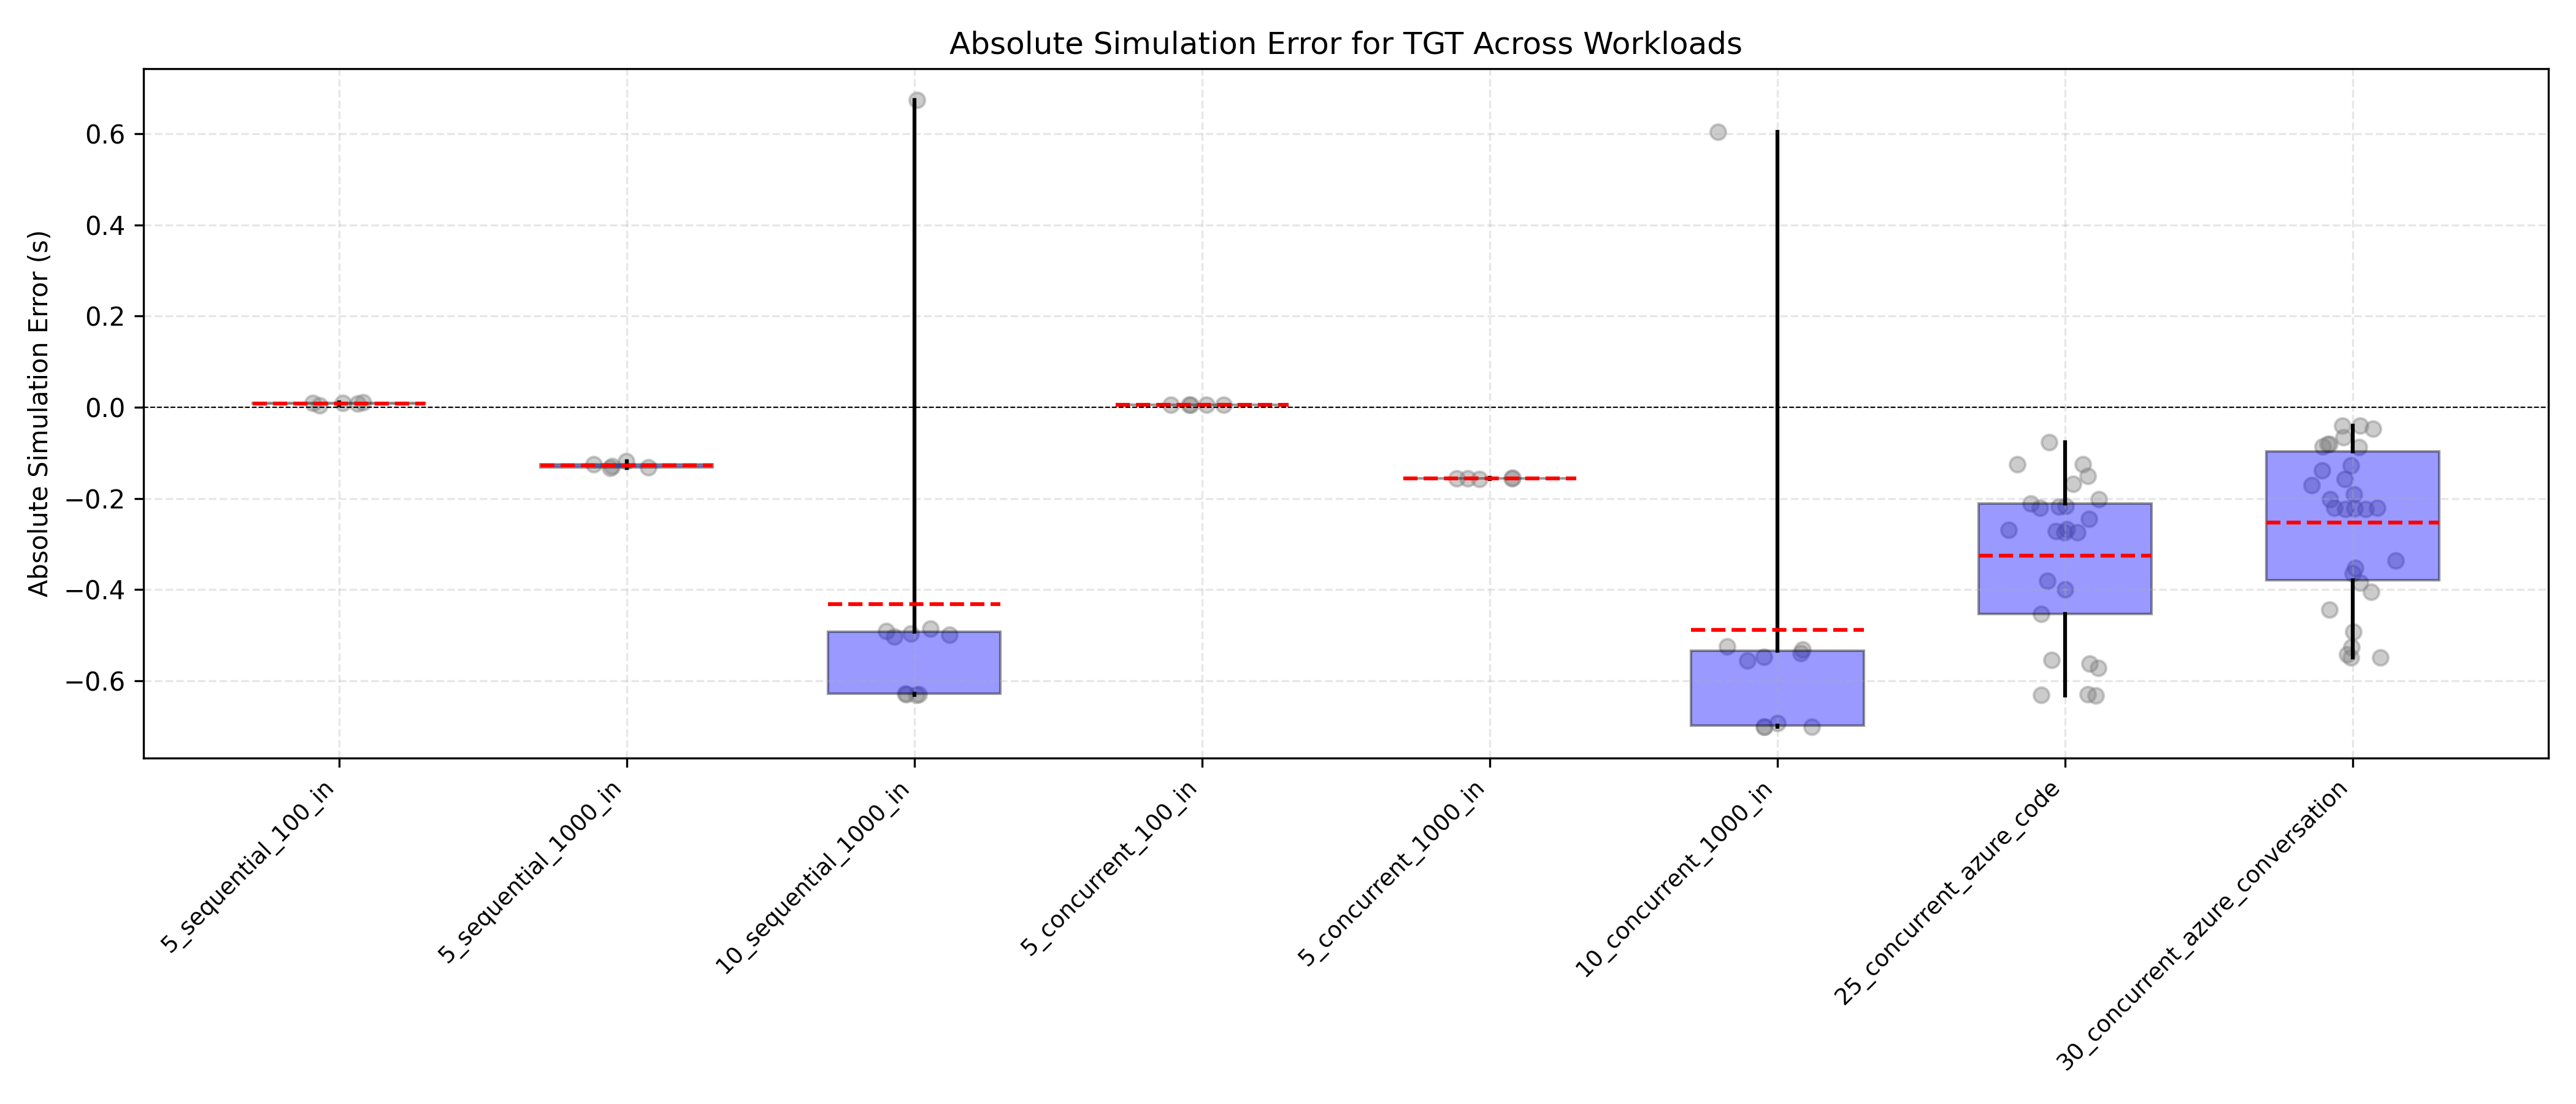 Absolute Simulation Error for TGT Across Workloads
Absolute Simulation Error (s)
0.6
0.4
0.2
0.0
−0.2
−0.4
−0.6
5_sequential_100_in
5_sequential_1000_in
10_sequential_1000_in
5_concurrent_100_in
5_concurrent_1000_in
10_concurrent_1000_in
25_concurrent_azure_code
30_concurrent_azure_conversation